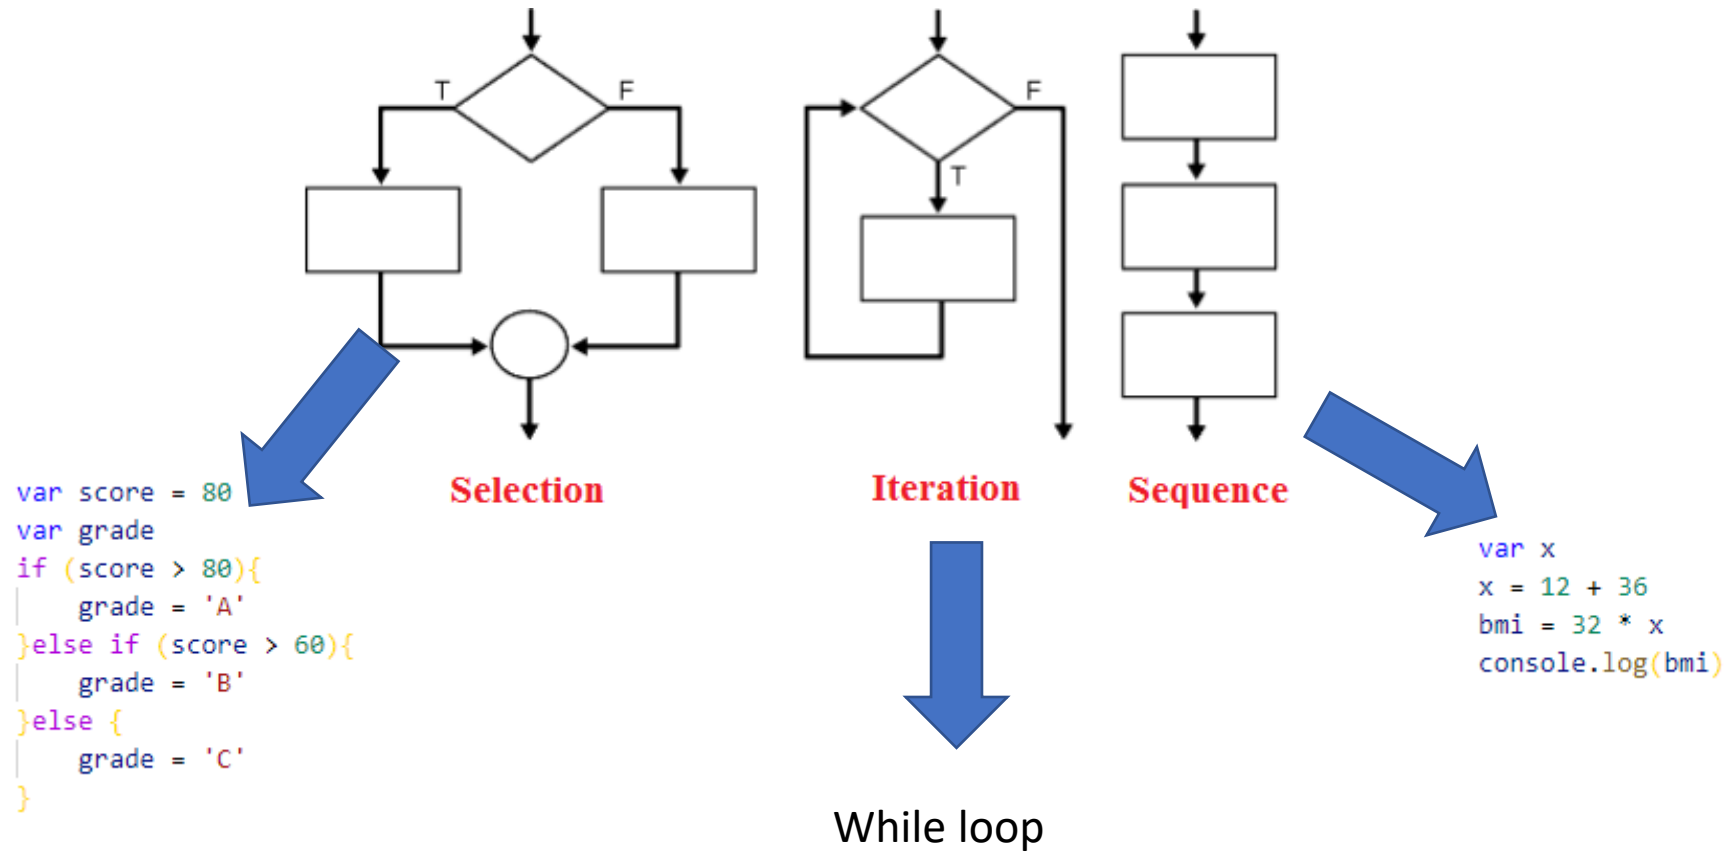 T
F
F
T
Selection
Iteration
Sequence
var score = 80
var grade
if (score > 80){
    grade = 'A'
}else if (score > 60){
    grade = 'B'
}else {
    grade = 'C'
}
var x
x = 12 + 36
bmi = 32 * x
console.log(bmi)
While loop